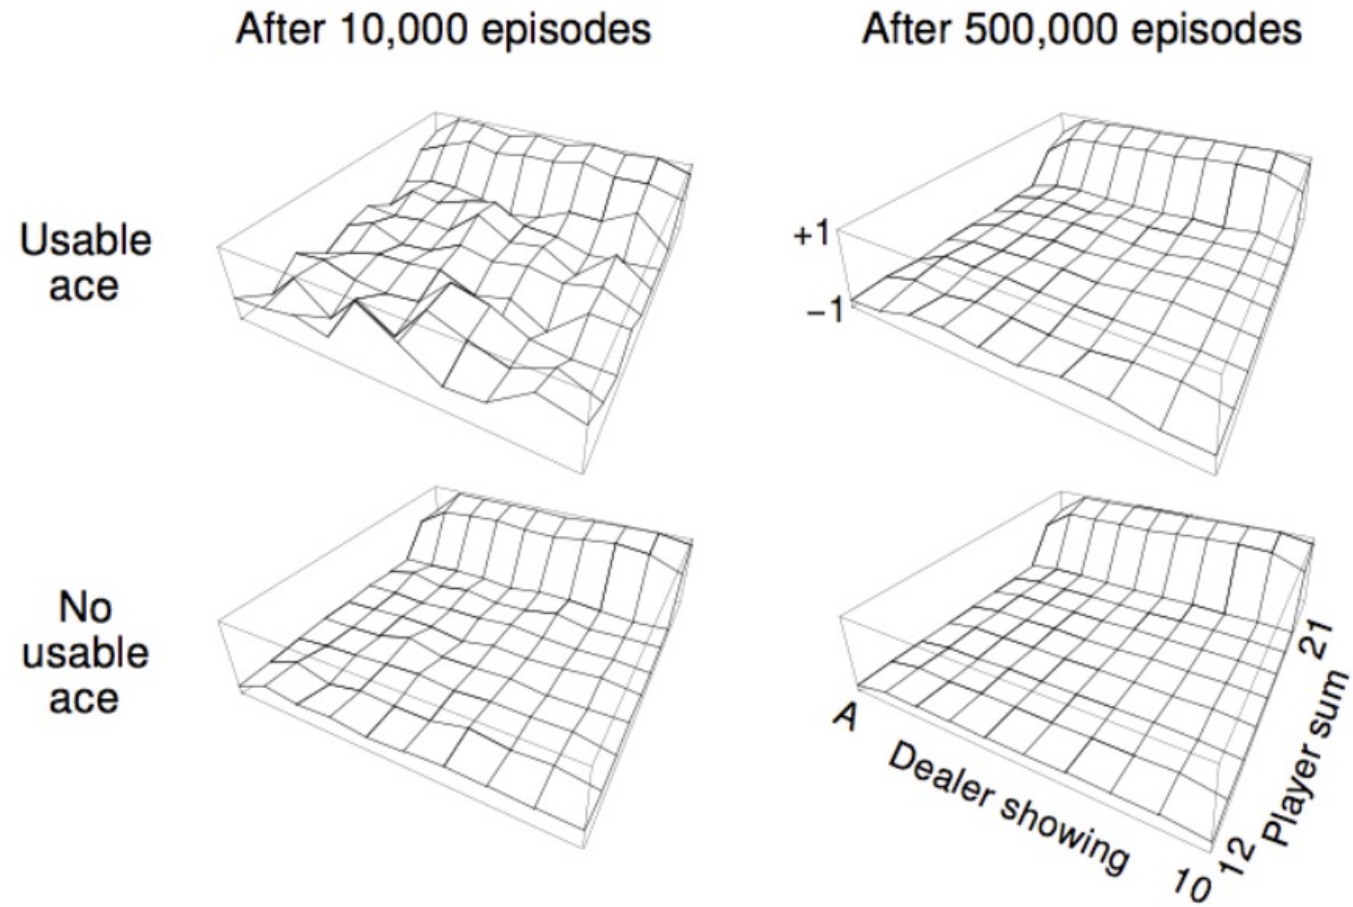 After 10,000 episodes
After 500,000 episodes
Usable
ace
+1
−1
No
usable
ace
A
Dealer showing
10
12
Player sum
21